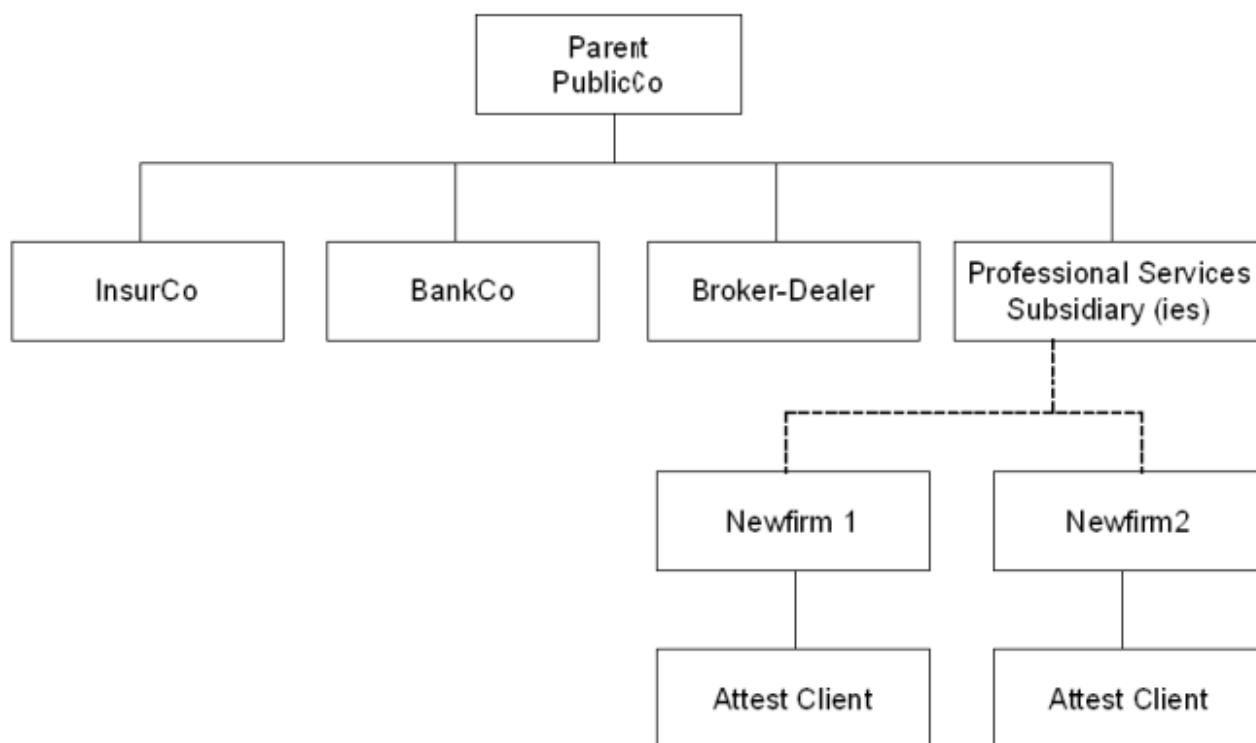 Parent
PublicCo
InsurCo
BankCo
Broker-Dealer
Professional Services
Subsidiary (ies)
Newfirm 1
Newfirm2
Attest Client
Attest Client